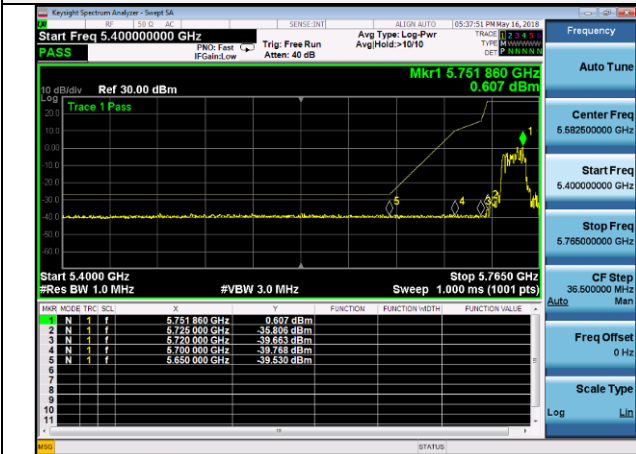 Keysight Spectrum Analyzer - Swept SA
RF 50 Ω AC SENSE:INT ALIGN AUTO 05:37:51 PM May 16, 2018
Start Freq 5.400000000 GHz
PASS
PNO: Fast
IFGain:Low
Trig: Free Run
Atten: 40 dB
Avg Type: Log-Pwr
Avg|Hold:>10/10
TRACE 1 2 3 4 5 6
TYPE M W W W W W
DET P N N N N N
Mkr1 5.751 860 GHz
0.607 dBm
10 dB/div Ref 30.00 dBm
Log
Trace 1 Pass
20.0
10.0
0.00
-10.0
-20.0
-30.0
-40.0
-50.0
-60.0
1
5
4
3
2
Start 5.4000 GHz Stop 5.7650 GHz
#Res BW 1.0 MHz #VBW 3.0 MHz Sweep 1.000 ms (1001 pts)
MKR MODE TRC SCL X Y FUNCTION FUNCTION WIDTH FUNCTION VALUE
1 N 1 f 5.751 860 GHz 0.607 dBm
2 N 1 f 5.725 000 GHz -35.806 dBm
3 N 1 f 5.720 000 GHz -39.663 dBm
4 N 1 f 5.700 000 GHz -39.768 dBm
5 N 1 f 5.650 000 GHz -39.530 dBm
6
7
8
9
10
11
MSG STATUS
Frequency
Auto Tune
Center Freq
5.582500000 GHz
Start Freq
5.400000000 GHz
Stop Freq
5.765000000 GHz
CF Step
36.500000 MHz
Auto Man
Freq Offset
0 Hz
Scale Type
Log Lin